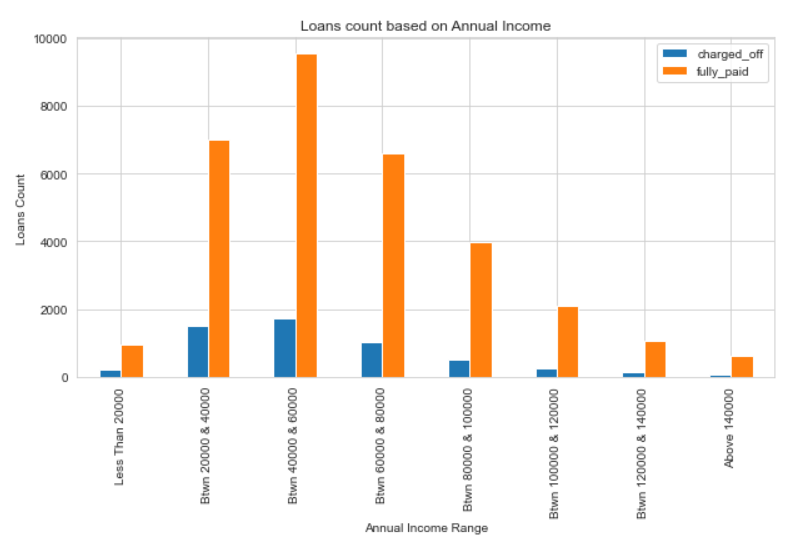 Loans count based on Annual Income
10000
8000
6000
4000
2000
0
Loans Count
charged_off
fully_paid
Less Than 20000
Btwn 20000 & 40000
Btwn 40000 & 60000
Btwn 60000 & 80000
Btwn 80000 & 100000
Btwn 100000 & 120000
Btwn 120000 & 140000
Above 140000
Annual Income Range